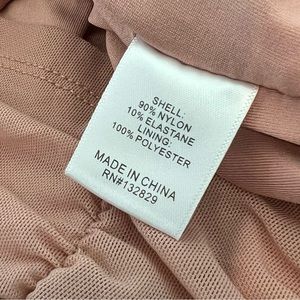 SHELL:
90% NYLON
10% ELASTANE
LINING:
100% POLYESTER
MADE IN CHINA
RN#132829